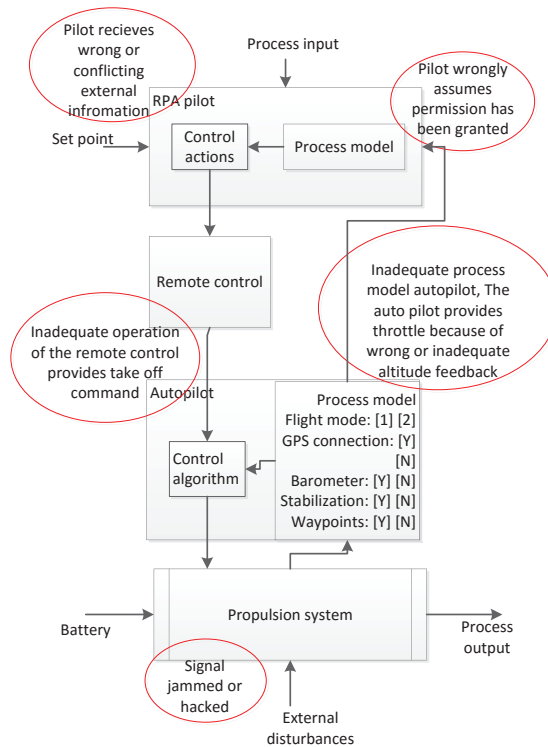 Pilot recieves
wrong or
conflicting
external
infromation
Process input
Pilot wrongly
assumes
permission has
been granted
RPA pilot
Set point
Control
actions
Process model
Remote control
Inadequate process
model autopilot, The
auto pilot provides
throttle because of
wrong or inadequate
altitude feedback
Inadequate operation
of the remote control
provides take off
command
Autopilot
Process model
Flight mode: [1] [2]
GPS connection: [Y]
[N]
Barometer: [Y] [N]
Stabilization: [Y] [N]
Waypoints: [Y] [N]
Control
algorithm
Propulsion system
Battery
Process
output
Signal
jammed or
hacked
External
disturbances